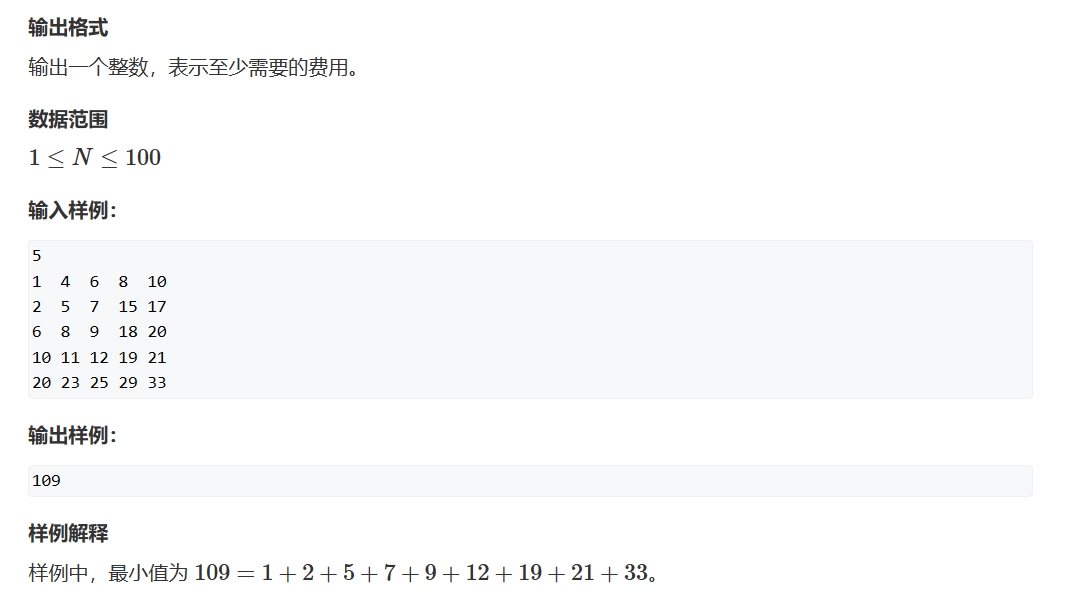 输出格式
输出一个整数，表示至少需要的费用。
数据范围
1 ≤ N ≤ 100
输入样例：
5
1  4  6  8  10
2  5  7  15 17
6  8  9  18 20
10 11 12 19 21
20 23 25 29 33
输出样例：
109
样例解释
样例中，最小值为 109 = 1 + 2 + 5 + 7 + 9 + 12 + 19 + 21 + 33。